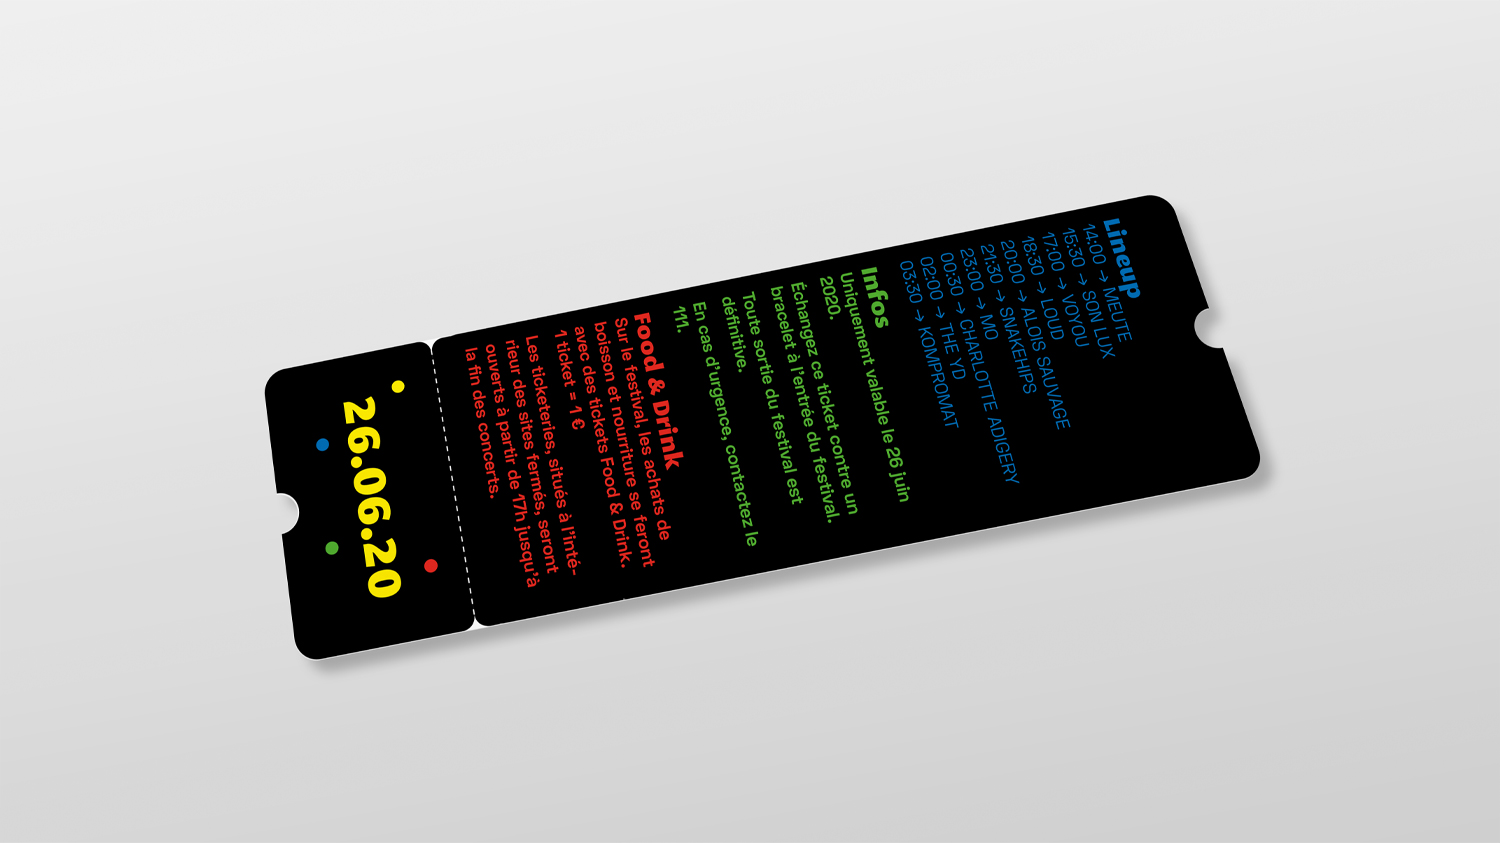 Lineup
14:00 → MEUTE
15:30 → SON LUX
17:00 → VOYOU
18:30 → LOUD
20:00 → ALOIS SAUVAGE
21:30 → SNAKEHIPS
23:00 → MO
00:30 → CHARLOTTE ADIGERY
02:00 → THE YD
03:30 → KOMPROMAT
Infos
Uniquement valable le 26 juin
2020.
Échangez ce ticket contre un
bracelet à l'entrée du festival.
Toute sortie du festival est
définitive.
En cas d'urgence, contactez le
111.
Food & Drink
Sur le festival, les achats de
boisson et nourriture se feront
avec des tickets Food & Drink.
1 ticket = 1 €
Les ticketeries, situés à l'inté-
rieur des sites fermés, seront
ouverts à partir de 17h jusqu'à
la fin des concerts.
26.06.20